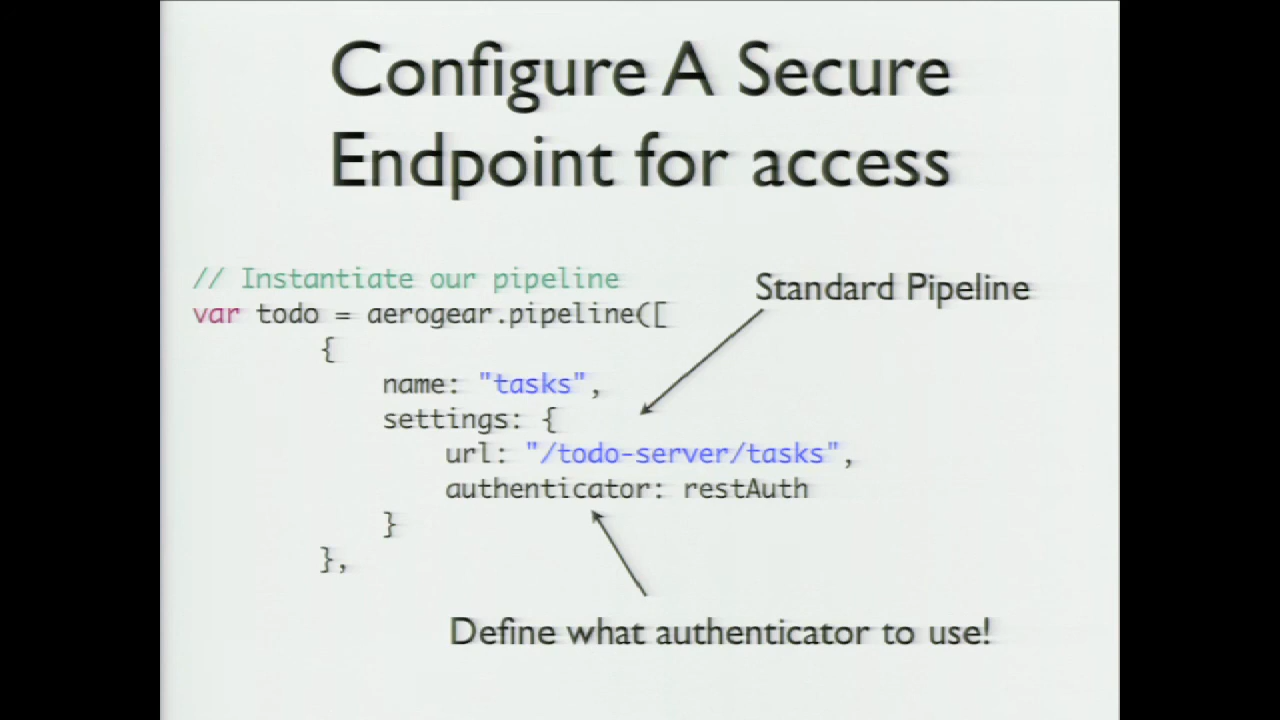 Configure A Secure
Endpoint for access
// Instantiate our pipeline
Standard Pipeline
var todo = aerogear.pipeline([
{
name: "tasks",
settings: {
url: "/todo-server/tasks",
authenticator: restAuth
}
},
Define what authenticator to use!